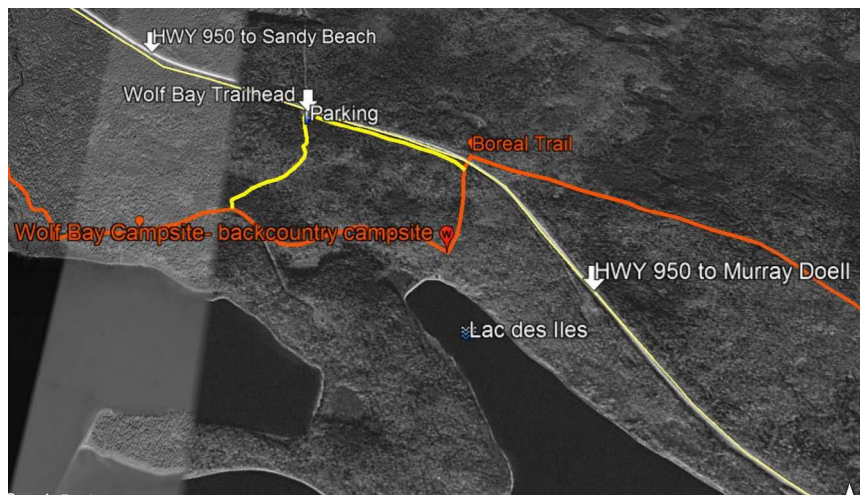 HWY 950 to Sandy Beach
Wolf Bay Trailhead
Parking
Boreal Trail
Wolf Bay Campsite- backcountry campsite
HWY 950 to Murray Doell
Lac des Iles